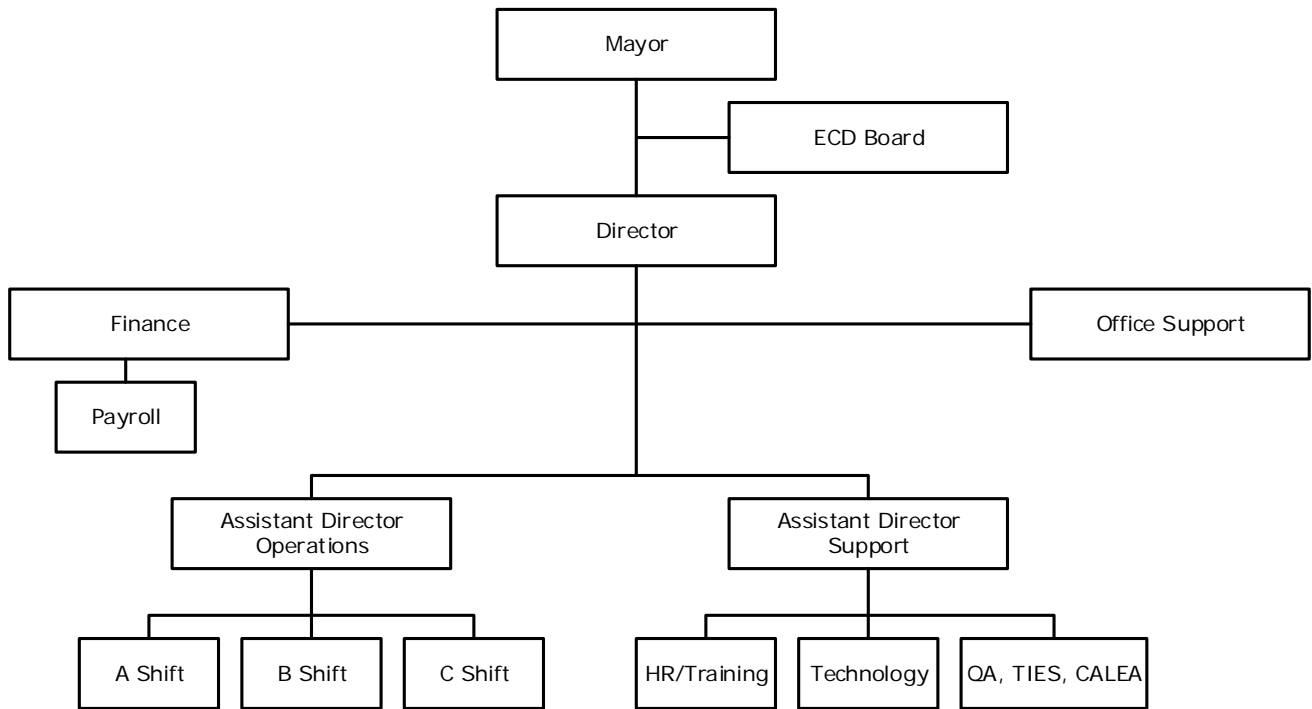 Mayor
ECD Board
Director
Finance
Office Support
Payroll
Assistant Director
Operations
Assistant Director
Support
A Shift
B Shift
C Shift
HR/Training
Technology
QA, TIES, CALEA